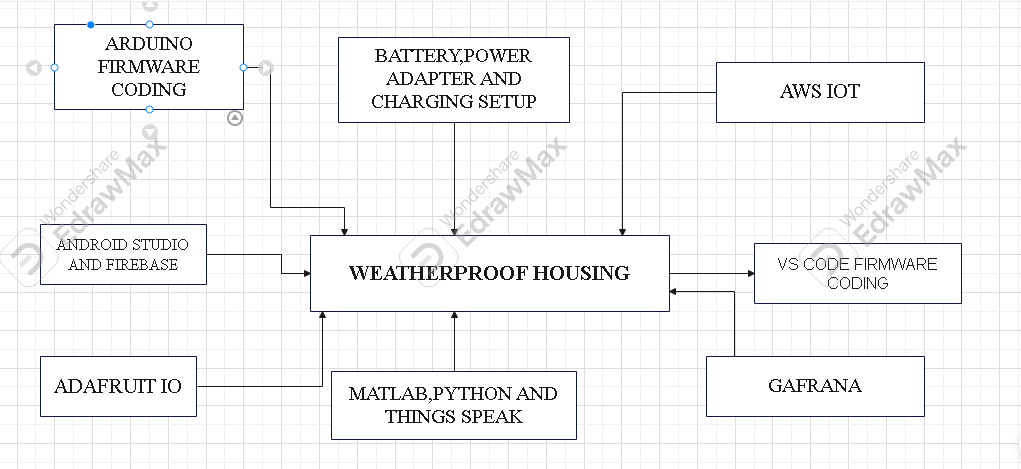 ARDUINO
FIRMWARE
CODING
BATTERY,POWER
ADAPTER AND
CHARGING SETUP
AWS IOT
Wondershare
EdrawMax
Wondershare
EdrawMax
Wondershare
EdrawMax
ANDROID STUDIO
AND FIREBASE
WEATHERPROOF HOUSING
VS CODE FIRMWARE
CODING
ADAFRUIT IO
MATLAB,PYTHON AND
THINGS SPEAK
GAFRANA